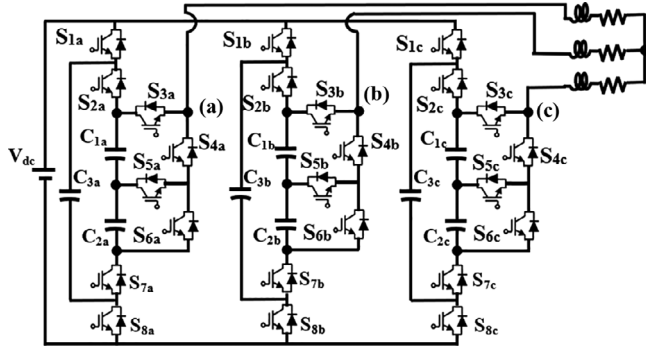 S1a
S1b
S1c
S2a
S3a
(a)
S2b
S3b
(b)
S2c
S3c
(c)
C1a
S4a
C1b
S4b
C1c
S4c
Vdc
C3a
S5a
C3b
S5b
C3c
S5c
C2a
S6a
C2b
S6b
C2c
S6c
S7a
S7b
S7c
S8a
S8b
S8c